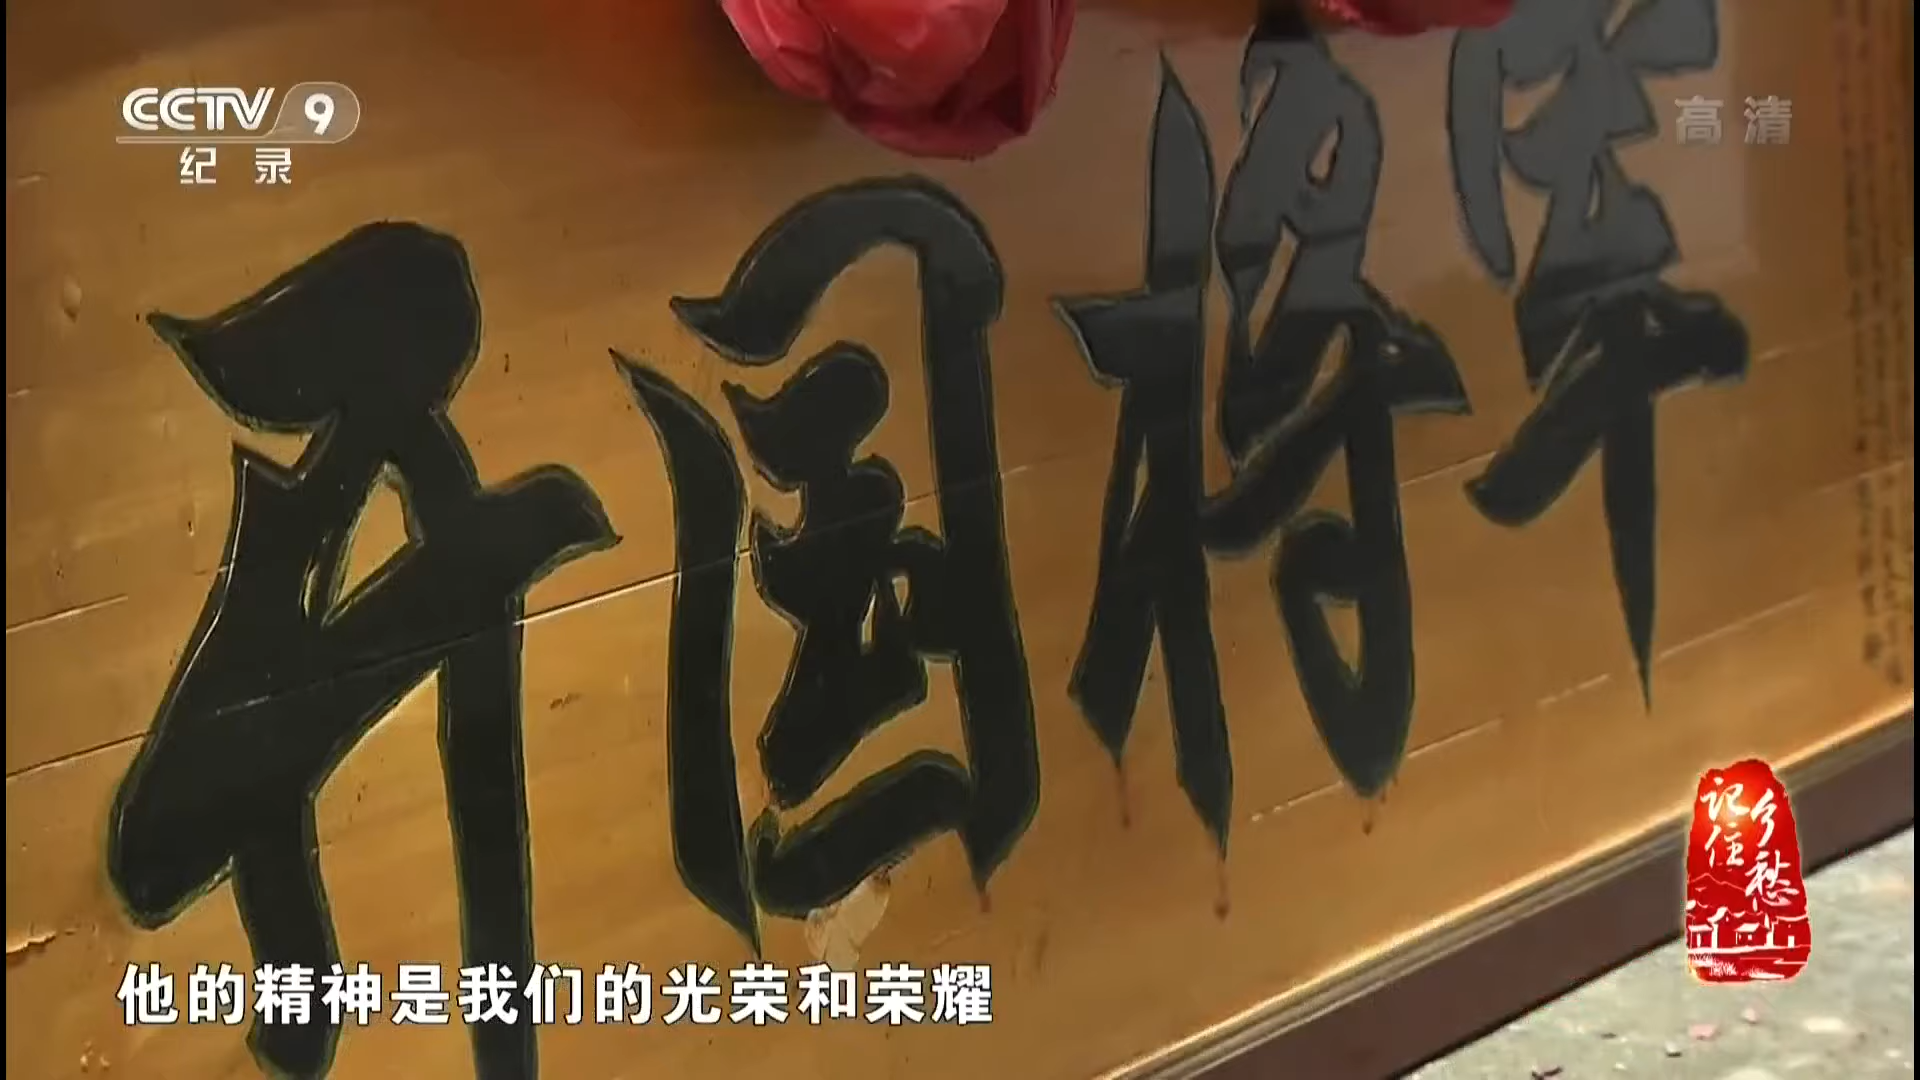 CCTV 9
纪录
高清
开国将军
记住乡愁
他的精神是我们的光荣和荣耀